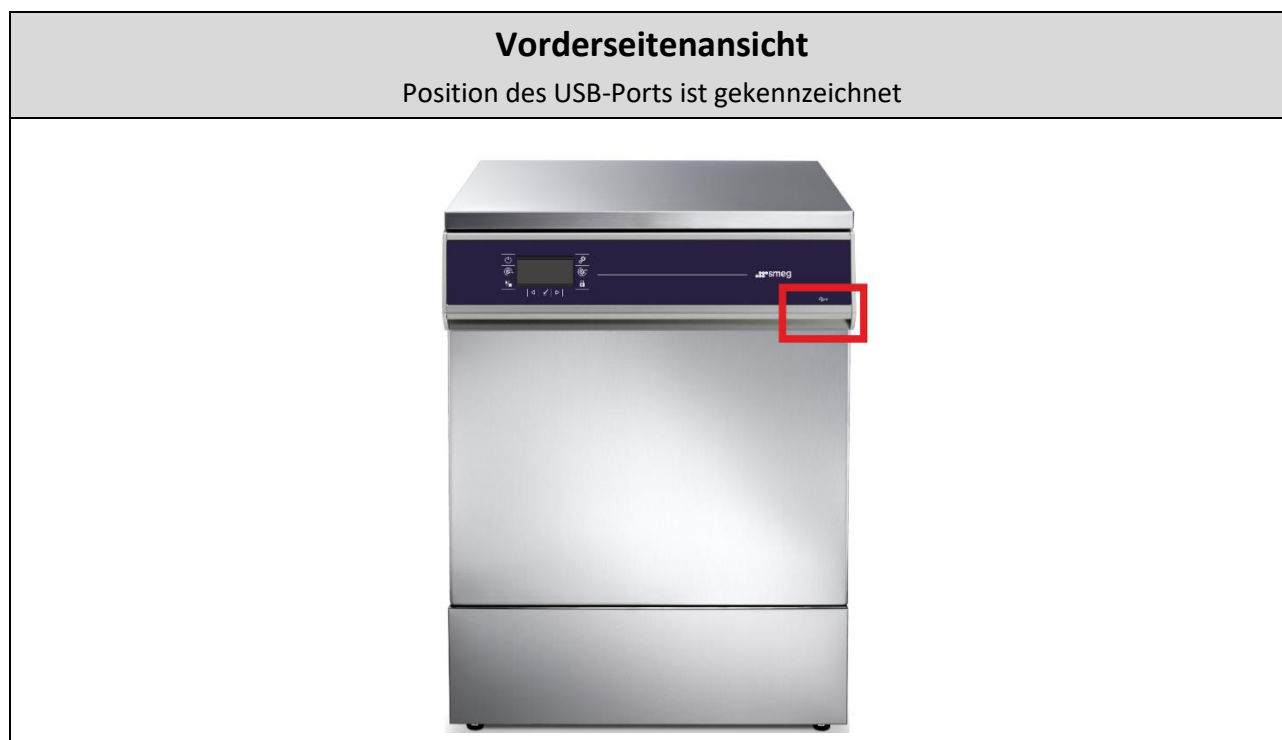 Vorderseitenansicht
Position des USB-Ports ist gekennzeichnet
smeg